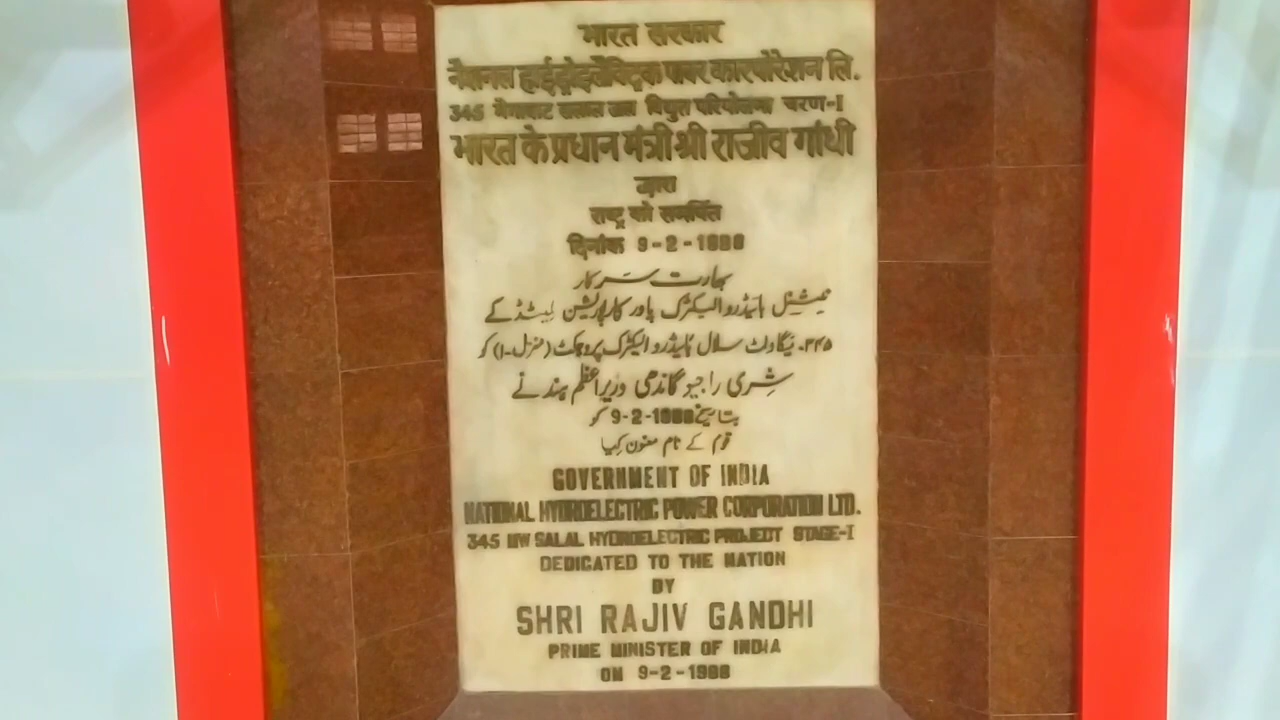 भारत सरकार
नेशनल हाईड्रोइलैक्ट्रिक पावर कारपोरेशन लि.
345 मेगावाट सलाल जल विद्युत परियोजना चरण-I
भारत के प्रधान मंत्री श्री राजीव गांधी
द्वारा
राष्ट्र को समर्पित
दिनांक 9-2-1988
بھارت سرکار
نیشنل ہائیڈرو الیکٹرک پاور کارپوریشن لمیٹڈ کے
۳۴۵ میگاواٹ سلال ہائیڈرو الیکٹرک پروجیکٹ (منزل-۱) کو
شری راجیو گاندھی وزیراعظم ہند نے
بتاریخ 9-2-1988 کو
قوم کے نام معنون کیا
GOVERNMENT OF INDIA
NATIONAL HYDROELECTRIC POWER CORPORATION LTD.
345 MW SALAL HYDROELECTRIC PROJECT STAGE-I
DEDICATED TO THE NATION
BY
SHRI RAJIV GANDHI
PRIME MINISTER OF INDIA
ON 9-2-1988